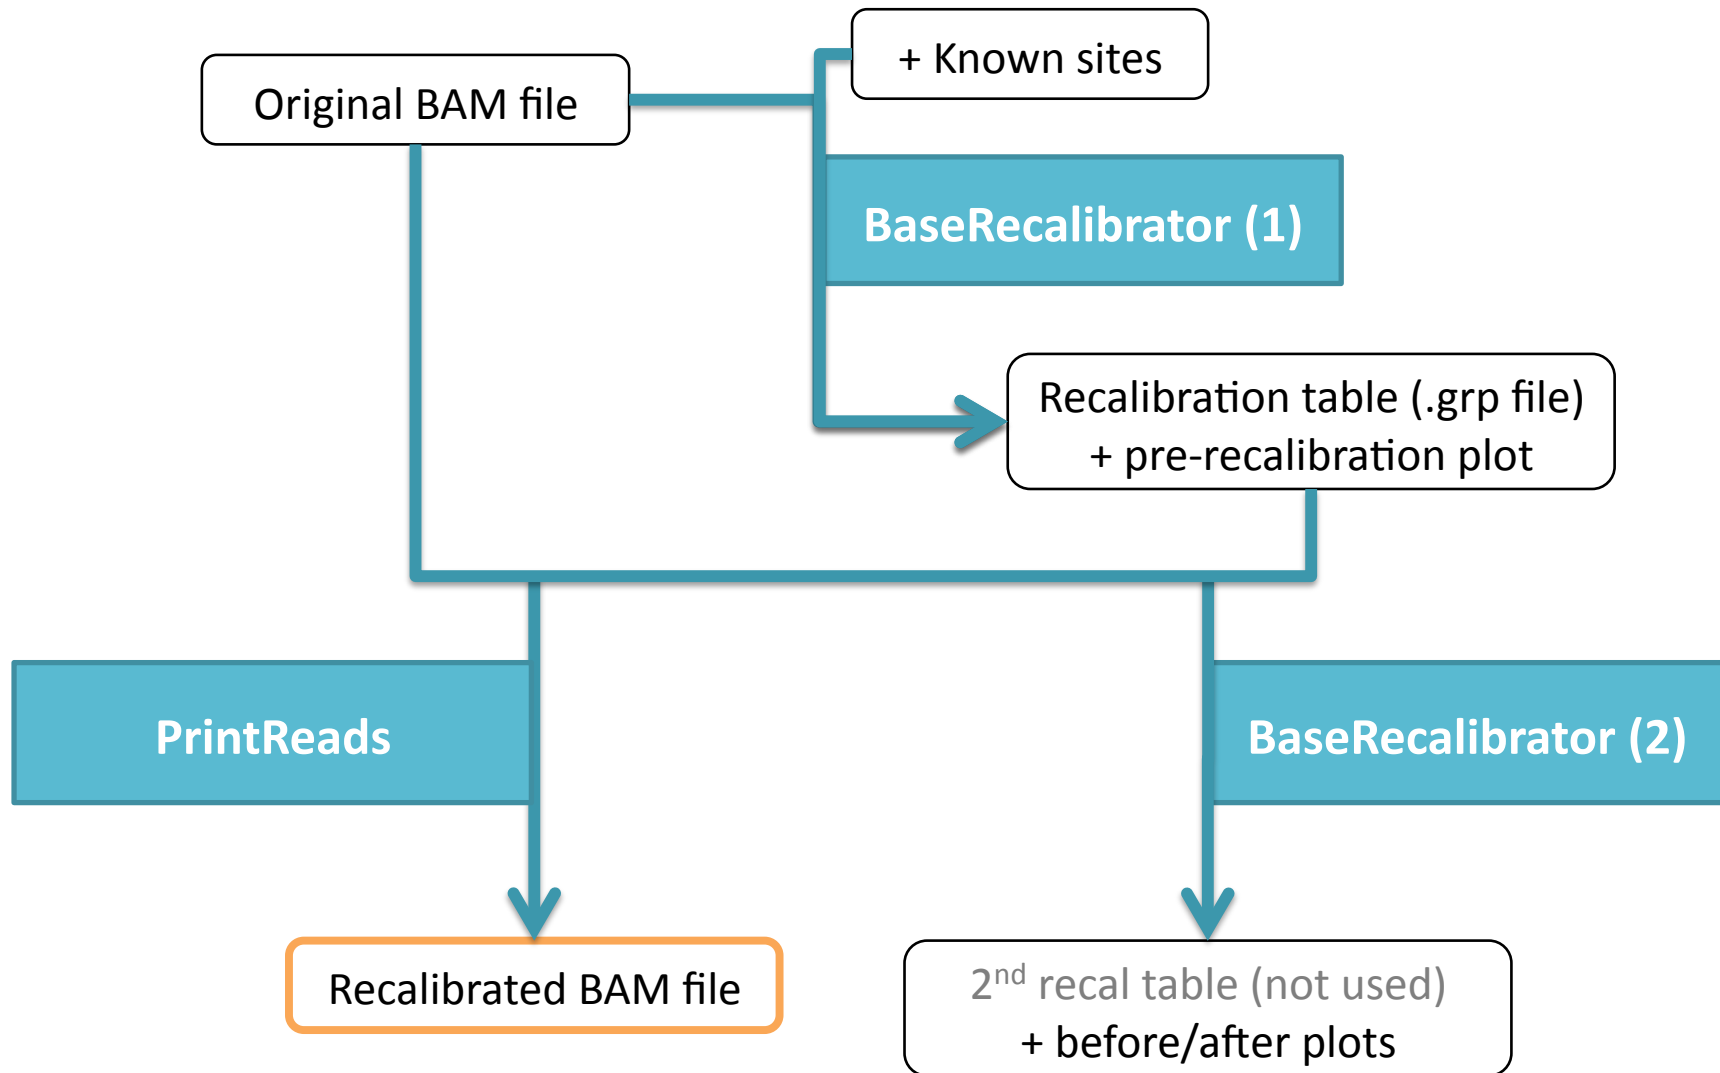 + Known sites
Original BAM file
BaseRecalibrator (1)
Recalibration table (.grp file)
+ pre-recalibration plot
PrintReads
BaseRecalibrator (2)
Recalibrated BAM file
2nd recal table (not used)
+ before/after plots